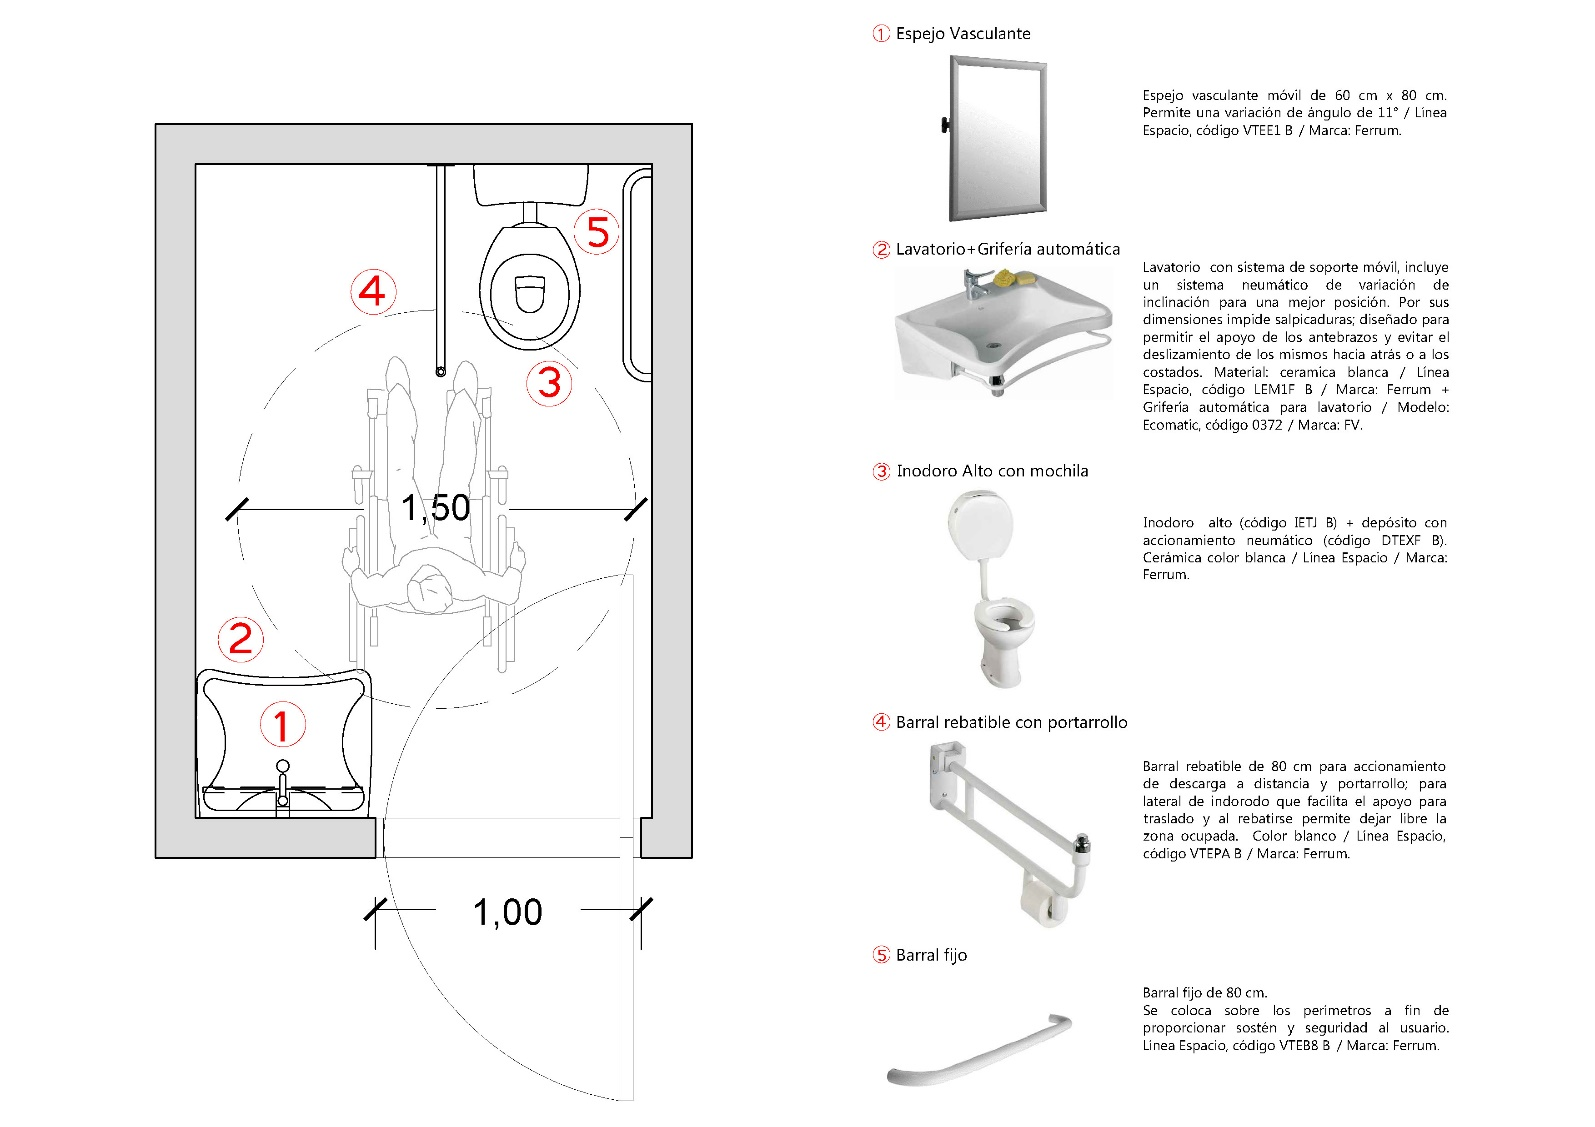 5
4
3
1,50
2
1
1,00
1 Espejo Vasculante
Espejo vasculante móvil de 60 cm x 80 cm.
Permite una variación de ángulo de 11° / Línea
Espacio, código VTEE1 B / Marca: Ferrum.
2 Lavatorio+Grifería automática
Lavatorio con sistema de soporte móvil, incluye
un sistema neumático de variación de
inclinación para una mejor posición. Por sus
dimensiones impide salpicaduras; diseñado para
permitir el apoyo de los antebrazos y evitar el
deslizamiento de los mismos hacia atrás o a los
costados. Material: ceramica blanca / Línea
Espacio, código LEM1F B / Marca: Ferrum +
Grifería automática para lavatorio / Modelo:
Ecomatic, código 0372 / Marca: FV.
3 Inodoro Alto con mochila
Inodoro alto (código IETJ B) + depósito con
accionamiento neumático (código DTEXF B).
Cerámica color blanca / Línea Espacio / Marca:
Ferrum.
4 Barral rebatible con portarrollo
Barral rebatible de 80 cm para accionamiento
de descarga a distancia y portarrollo; para
lateral de indorodo que facilita el apoyo para
traslado y al rebatirse permite dejar libre la
zona ocupada. Color blanco / Línea Espacio,
código VTEPA B / Marca: Ferrum.
5 Barral fijo
Barral fijo de 80 cm.
Se coloca sobre los perimetros a fin de
proporcionar sostén y seguridad al usuario.
Línea Espacio, código VTEB8 B / Marca: Ferrum.